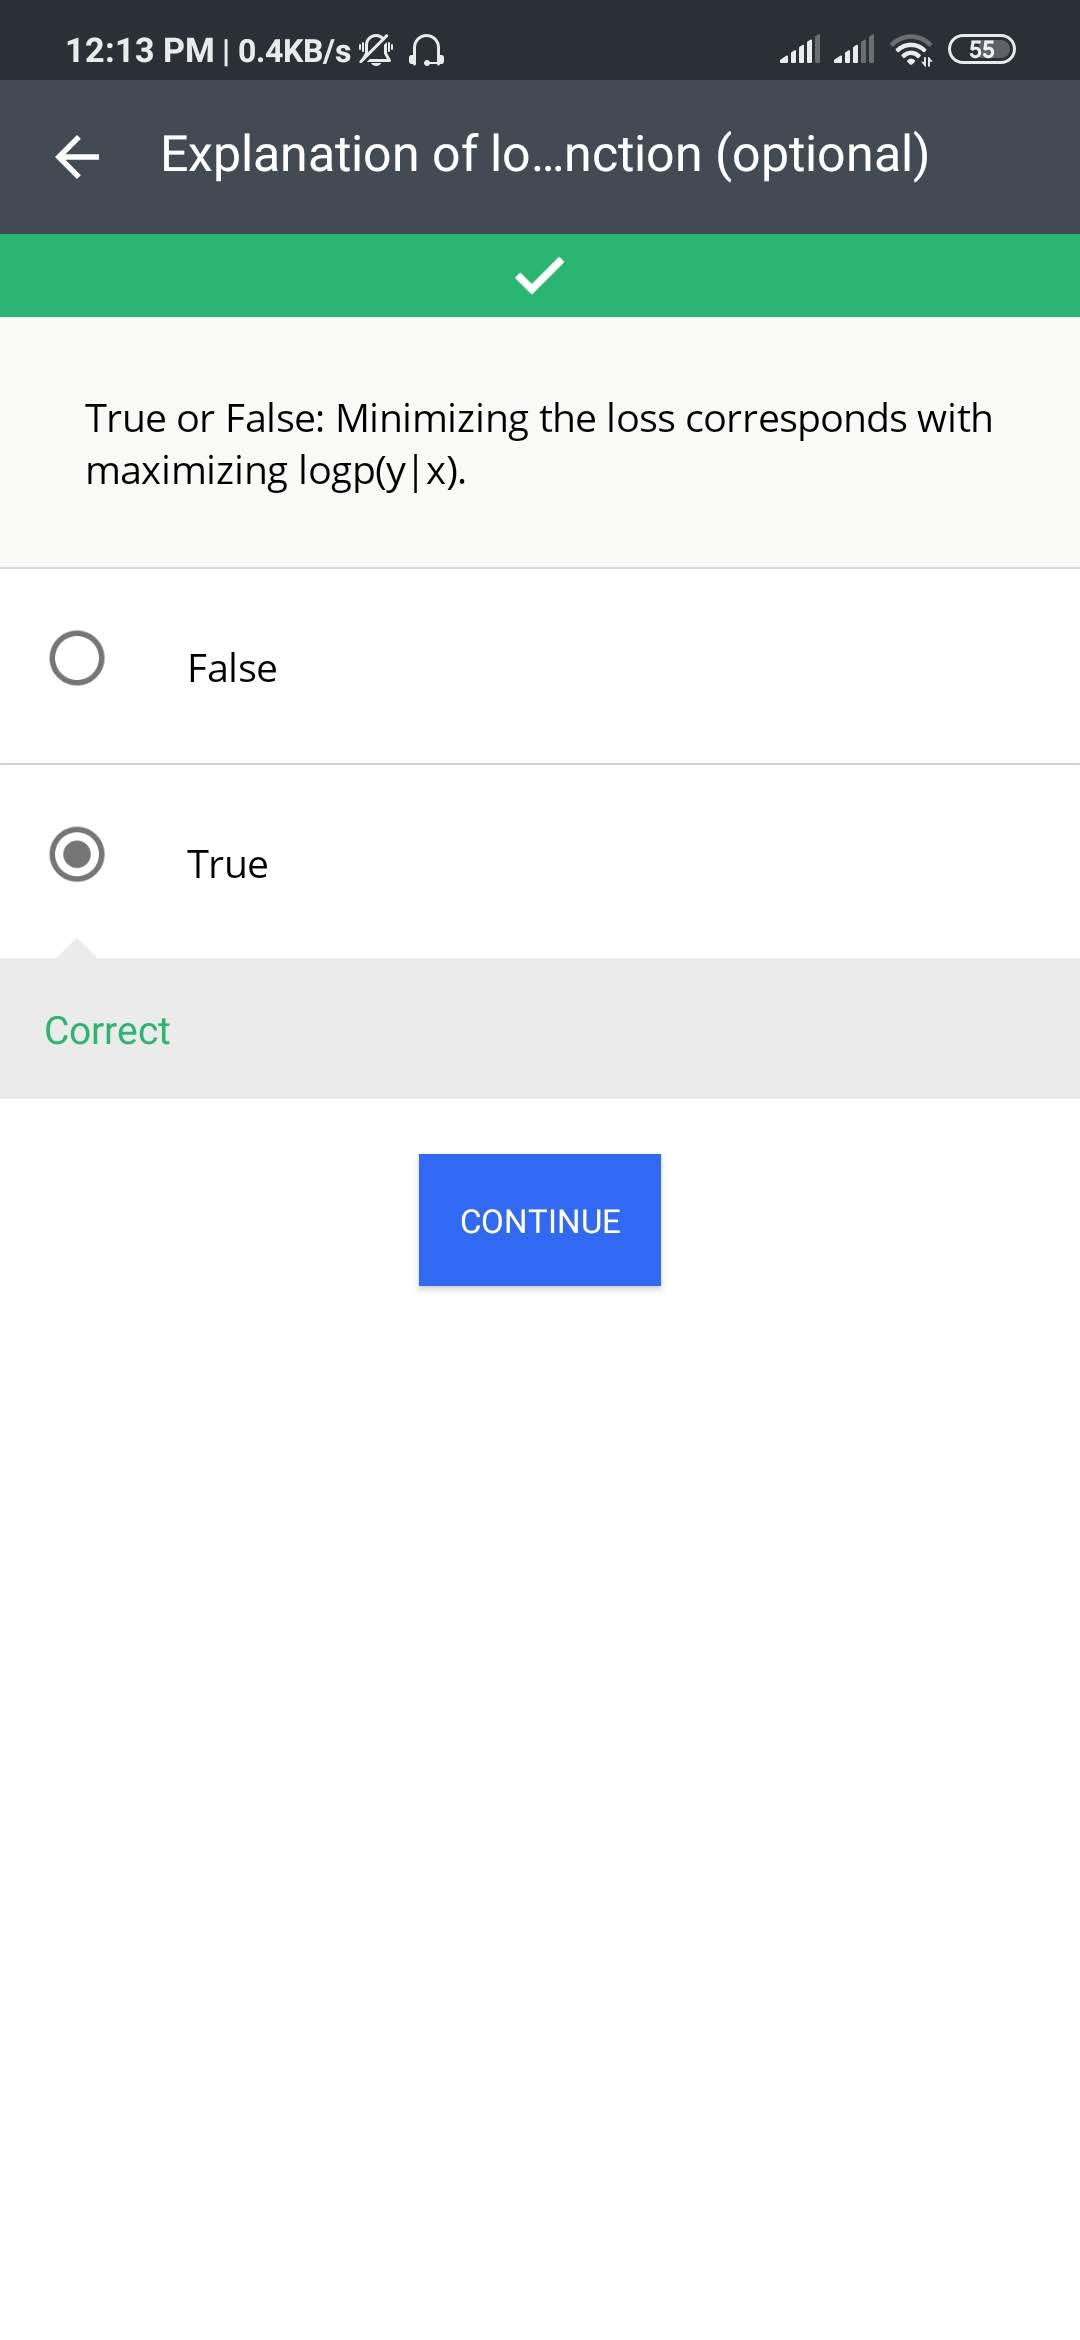 12:13 PM | 0.4KB/s 55
Explanation of lo...nction (optional)
True or False: Minimizing the loss corresponds with
maximizing logp(y|x).
False
True
Correct
CONTINUE